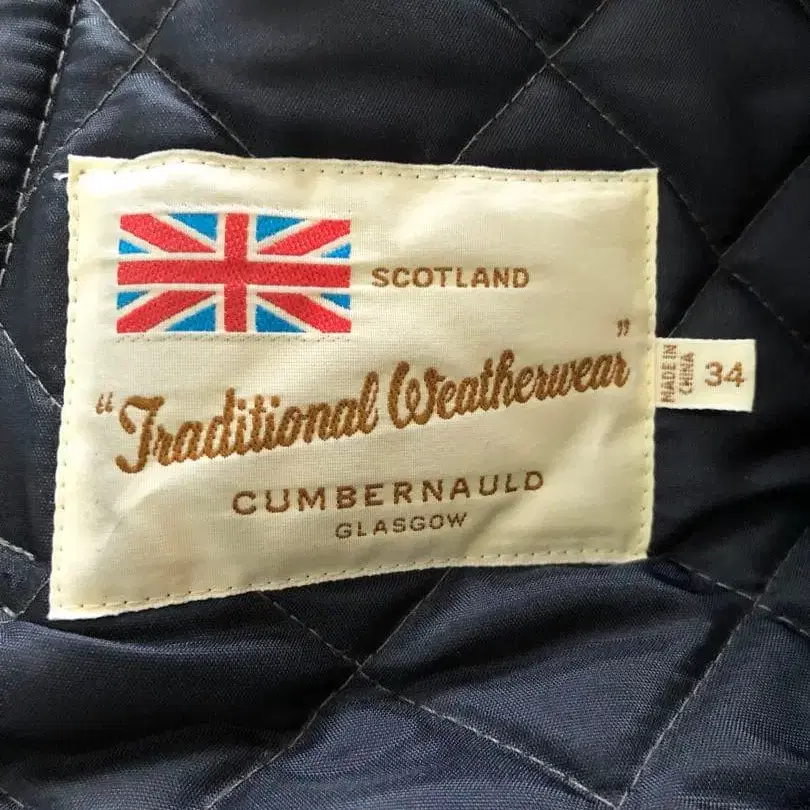 SCOTLAND
"Traditional Weatherwear"
CUMBERNAULD
GLASGOW
MADE IN
CHINA
34